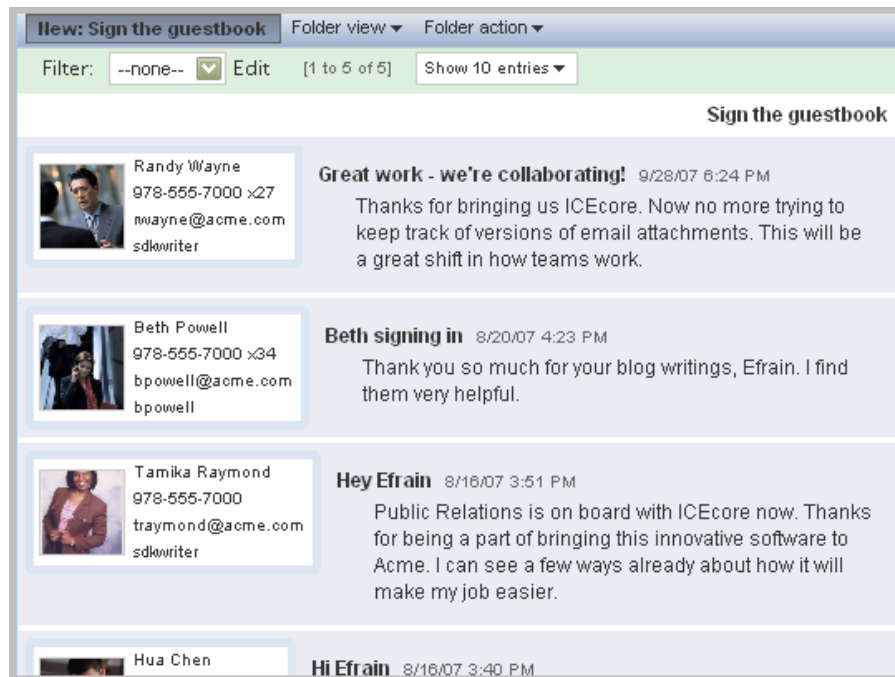 New: Sign the guestbook Folder view Folder action
Filter: --none-- Edit [1 to 5 of 5] Show 10 entries
Sign the guestbook
Randy Wayne
978-555-7000 x27
rwayne@acme.com
sdkwriter
Great work - we're collaborating! 9/28/07 6:24 PM
Thanks for bringing us ICEcore. Now no more trying to
keep track of versions of email attachments. This will be
a great shift in how teams work.
Beth Powell
978-555-7000 x34
bpowell@acme.com
bpowell
Beth signing in 8/20/07 4:23 PM
Thank you so much for your blog writings, Efrain. I find
them very helpful.
Tamika Raymond
978-555-7000
traymond@acme.com
sdkwriter
Hey Efrain 8/16/07 3:51 PM
Public Relations is on board with ICEcore now. Thanks
for being a part of bringing this innovative software to
Acme. I can see a few ways already about how it will
make my job easier.
Hua Chen
Hi Efrain 8/16/07 3:40 PM